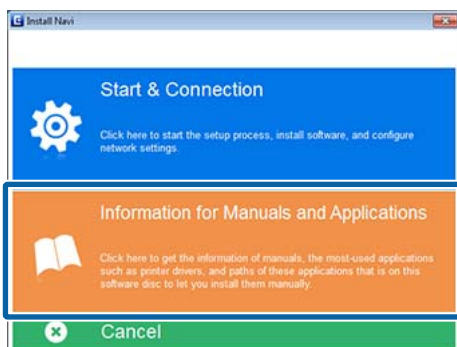 Install Navi
Start & Connection
Click here to start the setup process, install software, and configure
network settings.
Information for Manuals and Applications
Click here to get the information of manuals, the most-used applications
such as printer drivers, and paths of these applications that is on this
software disc to let you install them manually.
Cancel